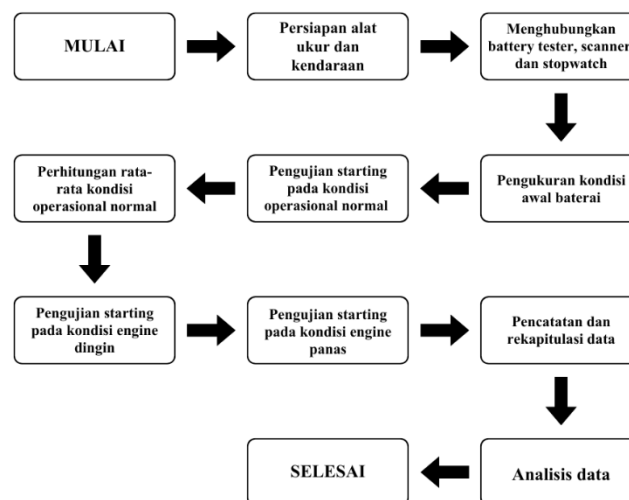 MULAI
Persiapan alat
ukur dan
kendaraan
Menghubungkan
battery tester, scanner
dan stopwatch
Pengukuran kondisi
awal baterai
Pengujian starting
pada kondisi
operasional normal
Perhitungan rata-
rata kondisi
operasional normal
Pengujian starting
pada kondisi engine
dingin
Pengujian starting
pada kondisi engine
panas
Pencatatan dan
rekapitulasi data
Analisis data
SELESAI